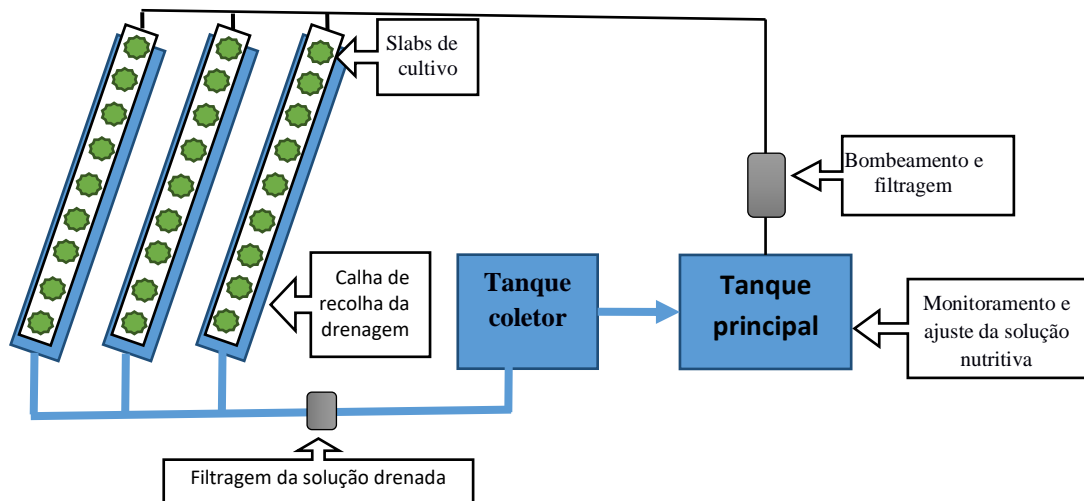 Slabs de
cultivo
Bombeamento e
filtragem
Calha de
recolha da
drenagem
Tanque
coletor
Tanque
principal
Monitoramento e
ajuste da solução
nutritiva
Filtragem da solução drenada